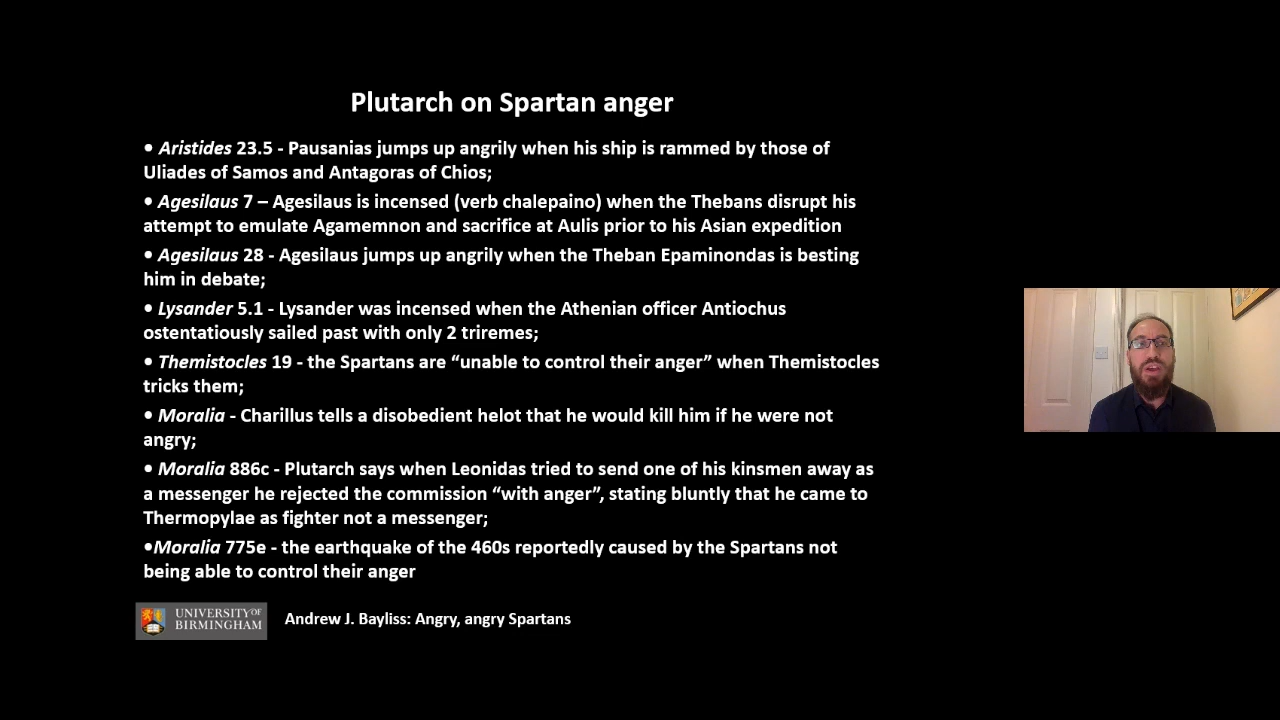 Plutarch on Spartan anger
• Aristides 23.5 - Pausanias jumps up angrily when his ship is rammed by those of
Uliades of Samos and Antagoras of Chios;
• Agesilaus 7 – Agesilaus is incensed (verb chalepaino) when the Thebans disrupt his
attempt to emulate Agamemnon and sacrifice at Aulis prior to his Asian expedition
• Agesilaus 28 - Agesilaus jumps up angrily when the Theban Epaminondas is besting
him in debate;
• Lysander 5.1 - Lysander was incensed when the Athenian officer Antiochus
ostentatiously sailed past with only 2 triremes;
• Themistocles 19 - the Spartans are “unable to control their anger” when Themistocles
tricks them;
• Moralia - Charillus tells a disobedient helot that he would kill him if he were not
angry;
• Moralia 886c - Plutarch says when Leonidas tried to send one of his kinsmen away as
a messenger he rejected the commission “with anger”, stating bluntly that he came to
Thermopylae as fighter not a messenger;
•Moralia 775e - the earthquake of the 460s reportedly caused by the Spartans not
being able to control their anger
UNIVERSITY OF
BIRMINGHAM
Andrew J. Bayliss: Angry, angry Spartans